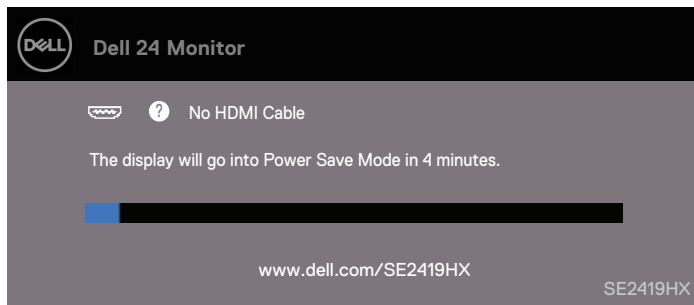 DELL
Dell 24 Monitor
? No HDMI Cable
The display will go into Power Save Mode in 4 minutes.
www.dell.com/SE2419HX
SE2419HX